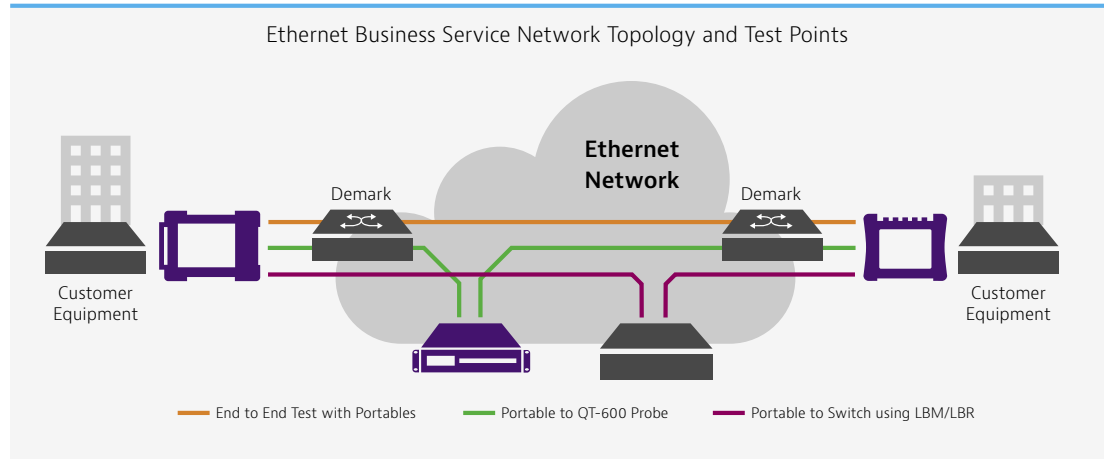 Ethernet Business Service Network Topology and Test Points
Ethernet
Network
Demark
Demark
Customer
Equipment
Customer
Equipment
End to End Test with Portables
Portable to QT-600 Probe
Portable to Switch using LBM/LBR